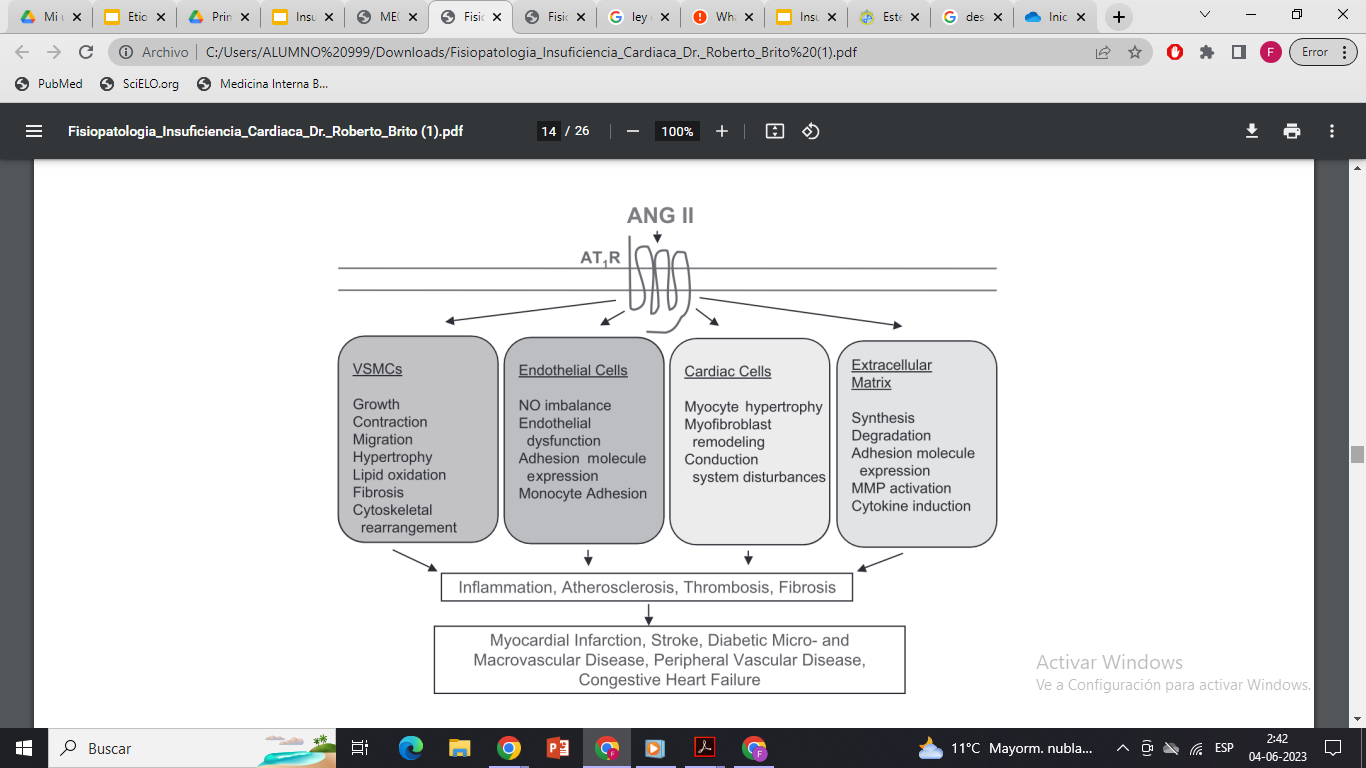 Mi u
Etio
Prin
Insu
MEC
Fisio
Fisio
ley
Wha
Insu
Este
des
Inic
Archivo
C:/Users/ALUMNO%20999/Downloads/Fisiopatologia_Insuficiencia_Cardiaca_Dr._Roberto_Brito%20(1).pdf
F
Error
PubMed
SciELO.org
Medicina Interna B...
Fisiopatologia_Insuficiencia_Cardiaca_Dr._Roberto_Brito (1).pdf
14 / 26
100%
ANG II
AT1R
VSMCs
Growth
Contraction
Migration
Hypertrophy
Lipid oxidation
Fibrosis
Cytoskeletal
rearrangement
Endothelial Cells
NO imbalance
Endothelial
dysfunction
Adhesion molecule
expression
Monocyte Adhesion
Cardiac Cells
Myocyte hypertrophy
Myofibroblast
remodeling
Conduction
system disturbances
Extracellular
Matrix
Synthesis
Degradation
Adhesion molecule
expression
MMP activation
Cytokine induction
Inflammation, Atherosclerosis, Thrombosis, Fibrosis
Myocardial Infarction, Stroke, Diabetic Micro- and
Macrovascular Disease, Peripheral Vascular Disease,
Congestive Heart Failure
Activar Windows
Ve a Configuración para activar Windows.
Buscar
11°C Mayorm. nubla...
ESP
2:42
04-06-2023